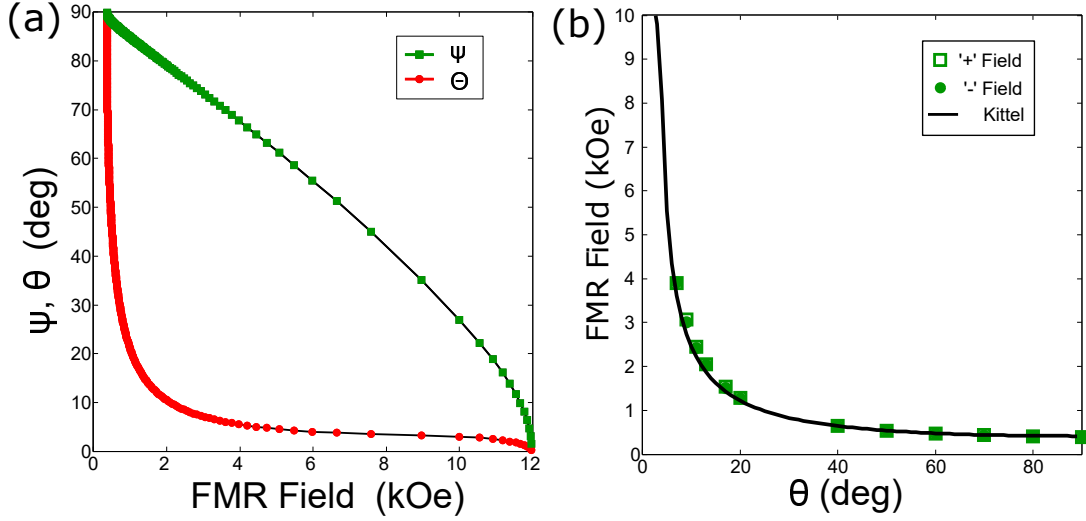 (a)
90
80
70
60
50
40
30
20
10
0
0 2 4 6 8 10 12
ψ, θ (deg)
FMR Field (kOe)
Ψ
Θ
(b)
10
9
8
7
6
5
4
3
2
1
0
0 20 40 60 80
FMR Field (kOe)
θ (deg)
'+' Field
'-' Field
Kittel